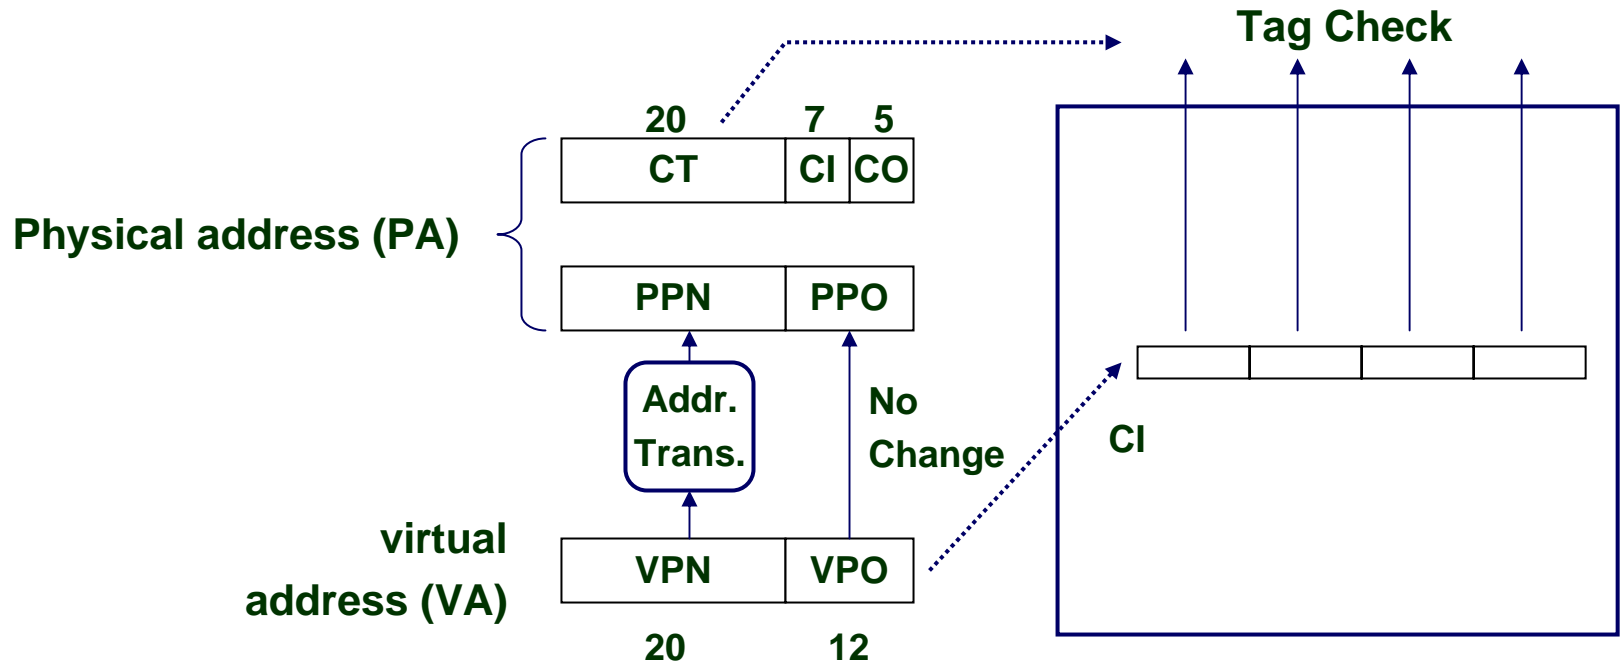 Tag Check
20 7 5
CT CI CO
Physical address (PA)
PPN PPO
Addr.
Trans.
No
Change
CI
virtual
address (VA)
VPN VPO
20 12